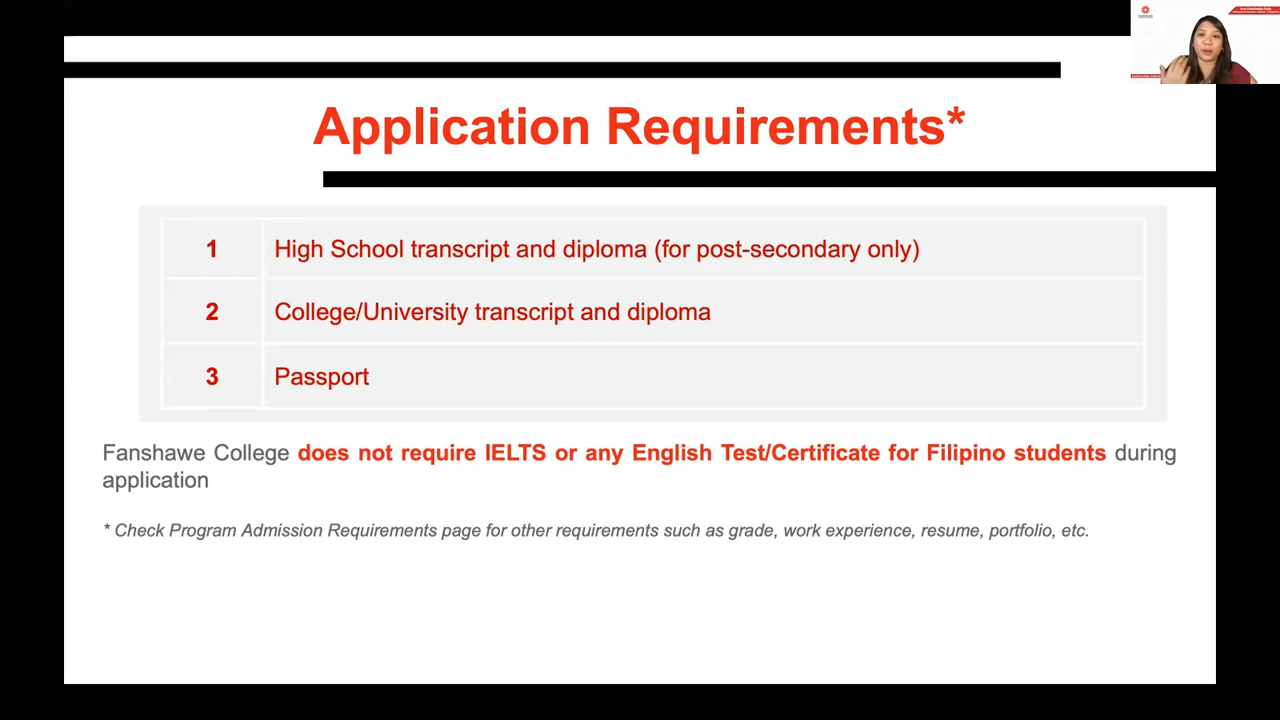 Application Requirements*
1 High School transcript and diploma (for post-secondary only)
2 College/University transcript and diploma
3 Passport
Fanshawe College does not require IELTS or any English Test/Certificate for Filipino students during
application
* Check Program Admission Requirements page for other requirements such as grade, work experience, resume, portfolio, etc.